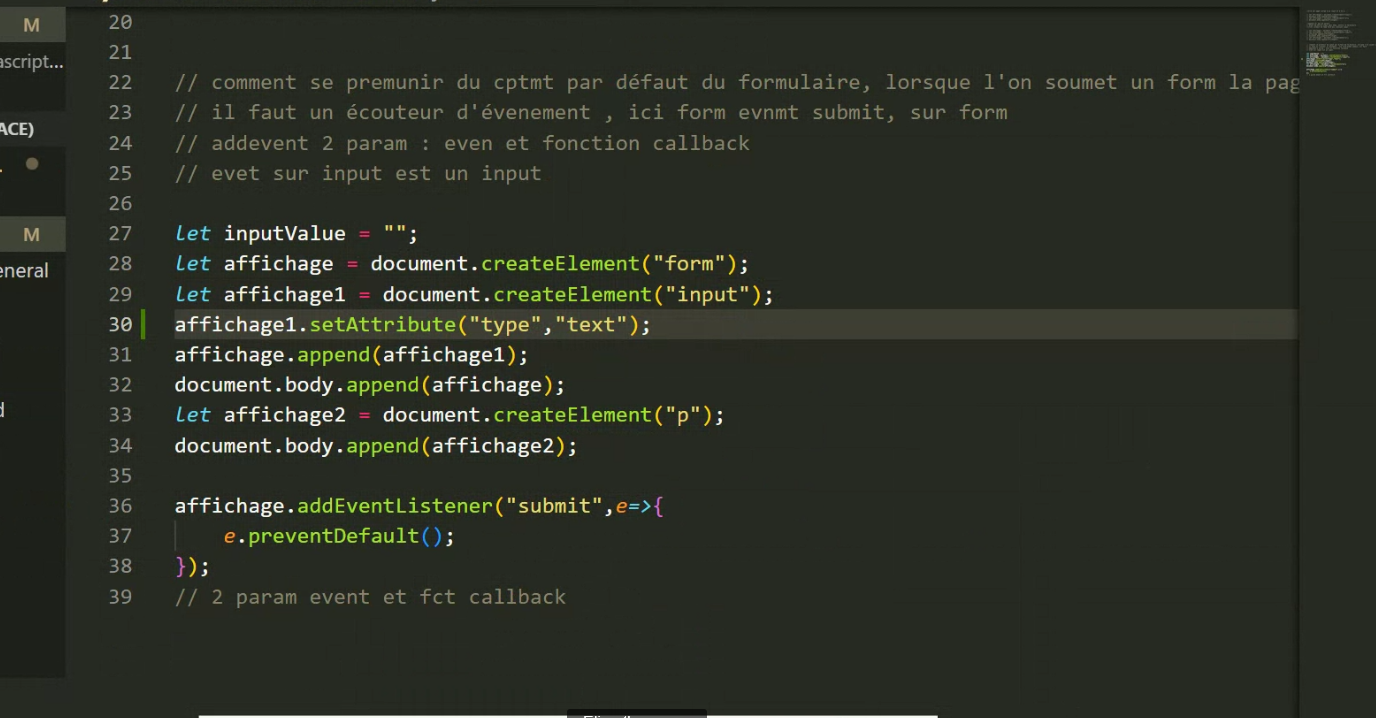 M
20
ascript...
21
22 // comment se premunir du cptmt par défaut du formulaire, lorsque l'on soumet un form la pag
ACE)
23 // il faut un écouteur d'évenement , ici form evnmt submit, sur form
24 // addevent 2 param : even et fonction callback
25 // evet sur input est un input
26
M
27 let inputValue = "";
eneral
28 let affichage = document.createElement("form");
29 let affichage1 = document.createElement("input");
30 affichage1.setAttribute("type","text");
31 affichage.append(affichage1);
32 document.body.append(affichage);
d
33 let affichage2 = document.createElement("p");
34 document.body.append(affichage2);
35
36 affichage.addEventListener("submit",e=>{
37 e.preventDefault();
38 });
39 // 2 param event et fct callback